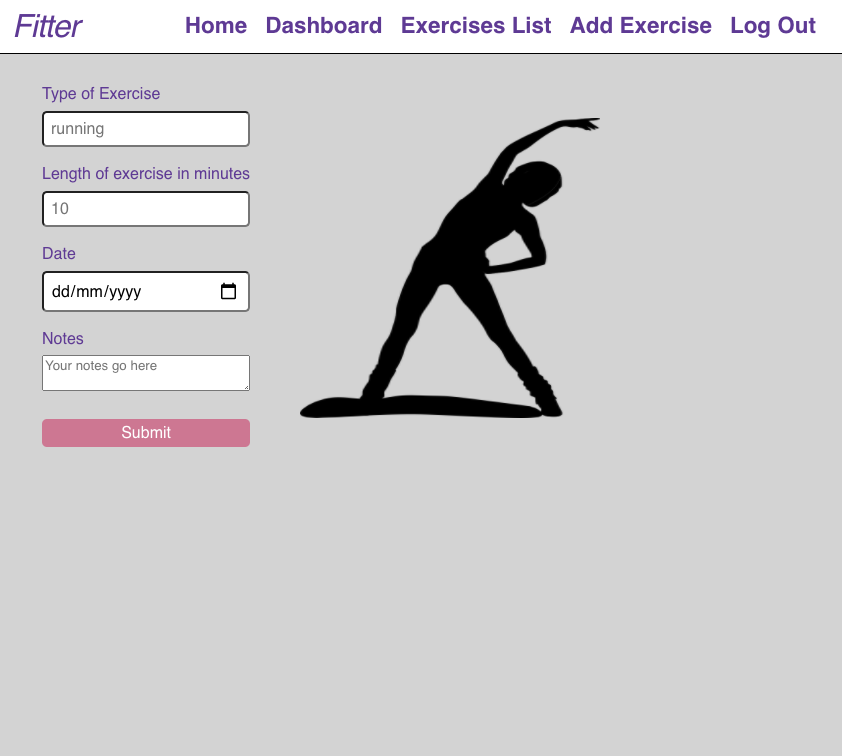 Fitter Home Dashboard Exercises List Add Exercise Log Out
Type of Exercise
running
Length of exercise in minutes
10
Date
dd/mm/yyyy
Notes
Your notes go here
Submit